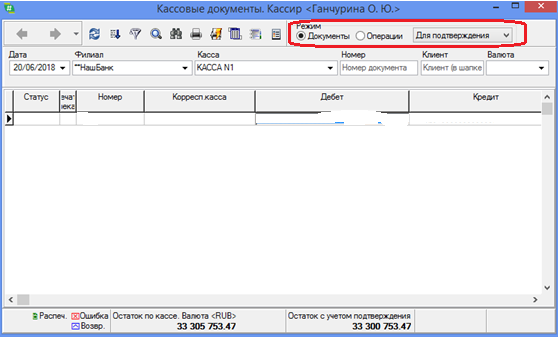 Кассовые документы. Кассир <Ганчурина О. Ю.>
Режим
Документы Операции Для подтверждения
Дата Филиал Касса Номер Клиент Валюта
20/06/2018 **НашБанк КАССА N1 Номер документа Клиент (в шапке
Статус Номер Корресп.касса Дебет Кредит
Распеч. Ошибка Остаток по кассе. Валюта <RUB> Остаток с учетом подтверждения
Возвр. 33 305 753.47 33 300 753.47